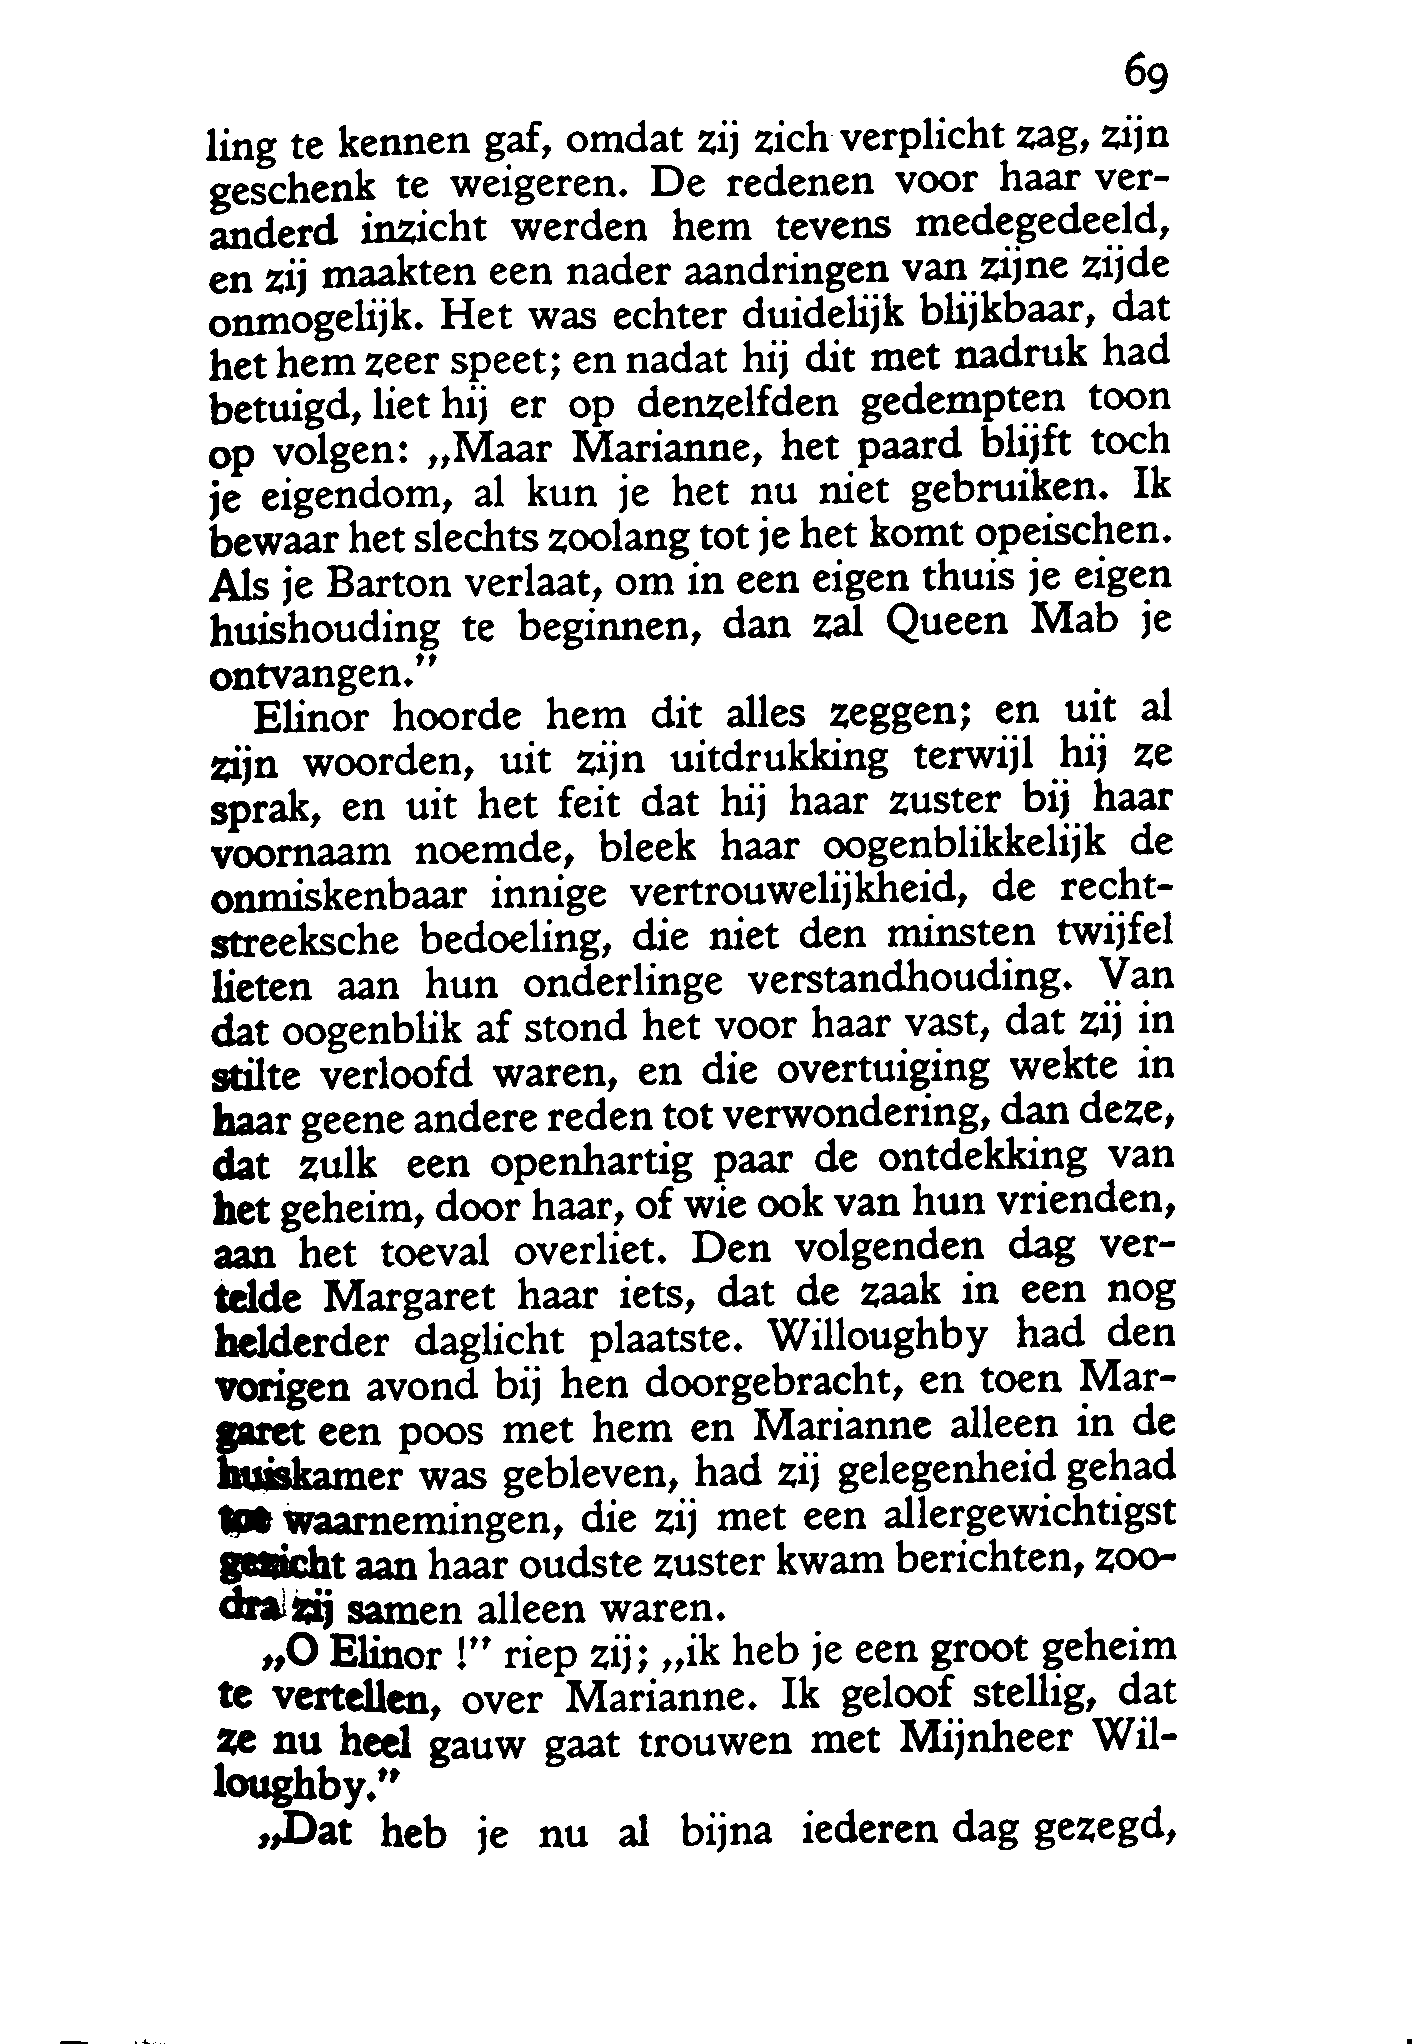 69
ling te kennen gaf, omdat zij zich verplicht zag, zijn
geschenk te weigeren. De redenen voor haar ver-
anderd inzicht werden hem tevens medegedeeld,
en zij maakten een nader aandringen van zijne zijde
onmogelijk. Het was echter duidelijk blijkbaar, dat
het hem zeer speet; en nadat hij dit met nadruk had
betuigd, liet hij er op denzelfden gedempten toon
op volgen: „Maar Marianne, het paard blijft toch
je eigendom, al kun je het nu niet gebruiken. Ik
bewaar het slechts zoolang tot je het komt opeischen.
Als je Barton verlaat, om in een eigen thuis je eigen
huishouding te beginnen, dan zal Queen Mab je
ontvangen.”
Elinor hoorde hem dit alles zeggen; en uit al
zijn woorden, uit zijn uitdrukking terwijl hij ze
sprak, en uit het feit dat hij haar zuster bij haar
voornaam noemde, bleek haar oogenblikkelijk de
onmiskenbaar innige vertrouwelijkheid, de recht-
streeksche bedoeling, die niet den minsten twijfel
lieten aan hun onderlinge verstandhouding. Van
dat oogenblik af stond het voor haar vast, dat zij in
stilte verloofd waren, en die overtuiging wekte in
haar geene andere reden tot verwondering, dan deze,
dat zulk een openhartig paar de ontdekking van
het geheim, door haar, of wie ook van hun vrienden,
aan het toeval overliet. Den volgenden dag ver-
telde Margaret haar iets, dat de zaak in een nog
helderder daglicht plaatste. Willoughby had den
vorigen avond bij hen doorgebracht, en toen Mar-
garet een poos met hem en Marianne alleen in de
huiskamer was gebleven, had zij gelegenheid gehad
tot waarnemingen, die zij met een allergewichtigst
gezicht aan haar oudste zuster kwam berichten, zoo-
dra zij samen alleen waren.
„O Elinor !” riep zij; „ik heb je een groot geheim
te vertellen, over Marianne. Ik geloof stellig, dat
ze nu heel gauw gaat trouwen met Mijnheer Wil-
loughby.”
„Dat heb je nu al bijna iederen dag gezegd,